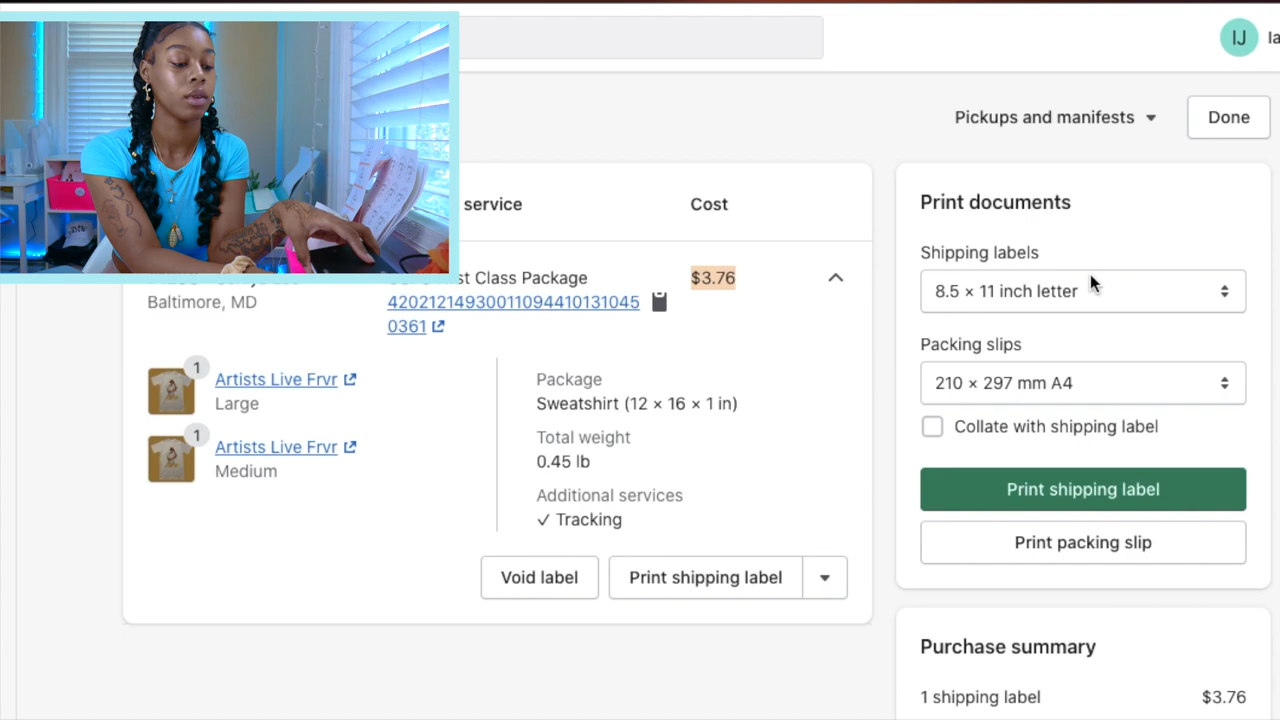 IJ
Pickups and manifests
Done
service
Cost
st Class Package
$3.76
Baltimore, MD
42021214930011094410131045
0361
1
Artists Live Frvr
Large
1
Artists Live Frvr
Medium
Package
Sweatshirt (12 × 16 × 1 in)
Total weight
0.45 lb
Additional services
✓ Tracking
Void label
Print shipping label
Print documents
Shipping labels
8.5 × 11 inch letter
Packing slips
210 × 297 mm A4
Collate with shipping label
Print shipping label
Print packing slip
Purchase summary
1 shipping label
$3.76